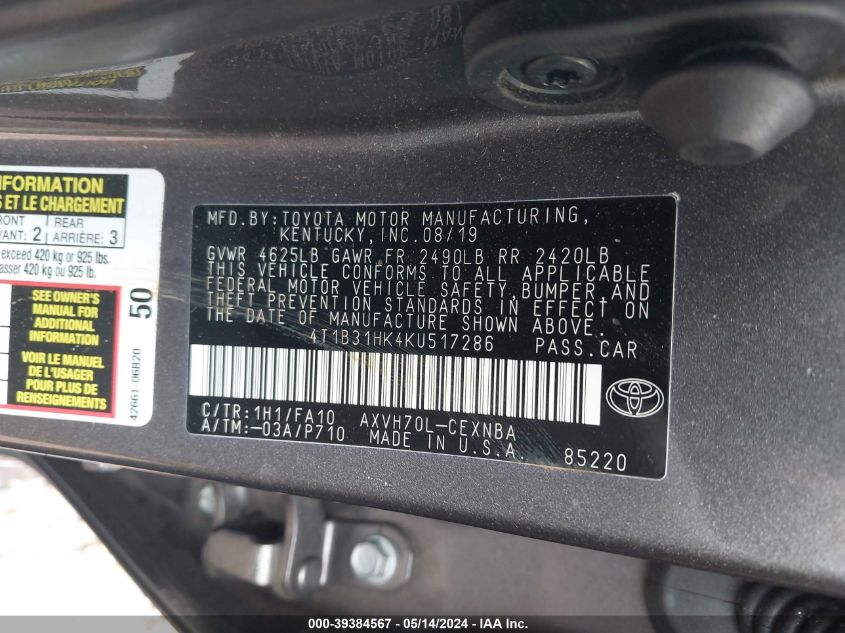 INFORMATION
S ET LE CHARGEMENT
RONT
VANT: 2
REAR
ARRIÈRE: 3
exceed 420 kg or 925 lbs.
asser 420 kg ou 925 lb.
SEE OWNER'S
MANUAL FOR
ADDITIONAL
INFORMATION
VOIR LE MANUEL
DE L'USAGER
POUR PLUS DE
RENSEIGNEMENTS
50
42661-06B20
MFD.BY:TOYOTA MOTOR MANUFACTURING,
KENTUCKY, INC.08/19
GVWR 4625LB GAWR FR 2490LB RR 2420LB
THIS VEHICLE CONFORMS TO ALL APPLICABLE
FEDERAL MOTOR VEHICLE SAFETY,BUMPER,AND
THEFT PREVENTION STANDARDS IN EFFECT ON
THE DATE OF MANUFACTURE SHOWN ABOVE.
4T1B31HK4KU517286 PASS.CAR
C/TR:1H1/FA10 AXVH70L-CEXNBA
A/TM:-03A/P710 MADE IN U.S.A.
85220
000-39384567 - 05/14/2024 - IAA Inc.